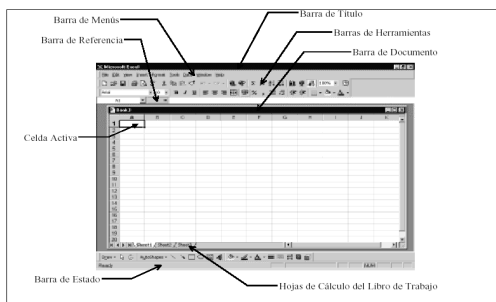 Barra de Título
Barra de Menús
Barras de Herramientas
Barra de Referencia
Barra de Documento
Microsoft Excel
File Edit View Insert Format Tools Data Window Help
Arial
A1
Book1
A B C D E F G H I J K
1
2
3
4
5
6
7
8
9
10
11
12
13
14
15
16
17
18
19
20
Celda Activa
Sheet1 Sheet2
Draw AutoShapes
Ready NUM
Barra de Estado
Hojas de Cálculo del Libro de Trabajo